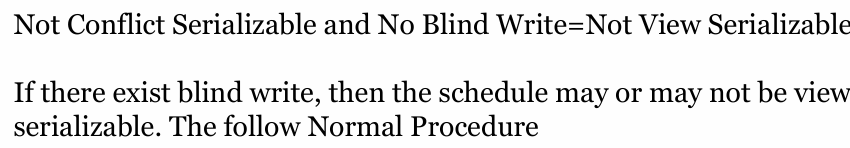 Not Conflict Serializable and No Blind Write=Not View Serializable
If there exist blind write, then the schedule may or may not be view
serializable. The follow Normal Procedure